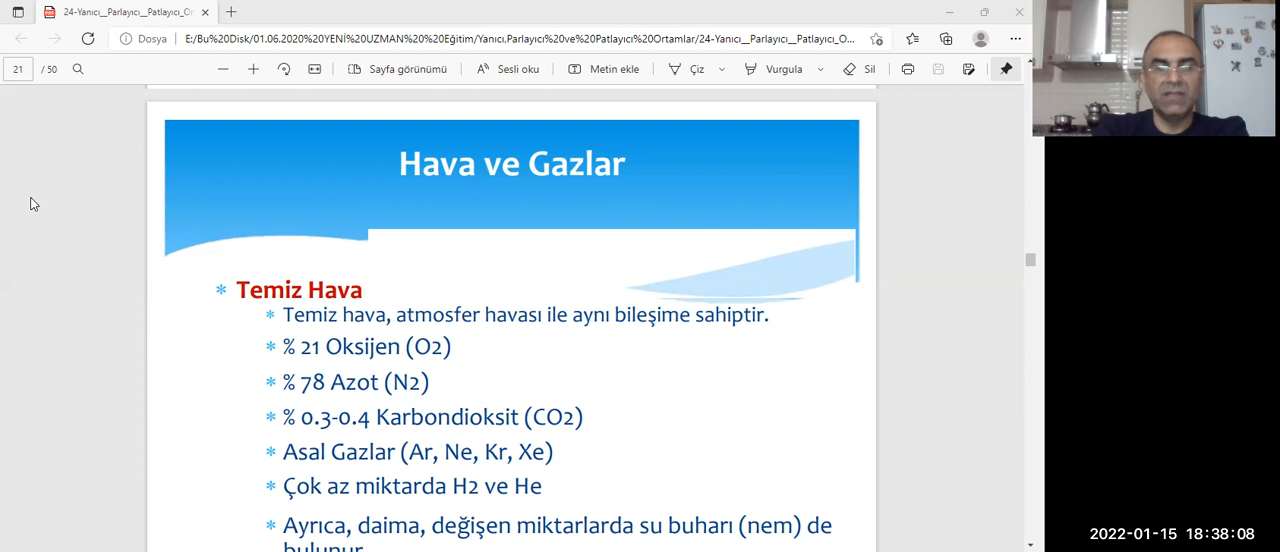 24-Yanıcı__Parlayıcı__Patlayıcı_Or
Dosya
E:/Bu%20Disk/01.06.2020%20YENİ%20UZMAN%20%20Eğitim/Yanıcı,Parlayıcı%20ve%20Patlayıcı%20Ortamlar/24-Yanıcı__Parlayıcı__Patlayıcı_O...
21 / 50
Sayfa görünümü
Sesli oku
Metin ekle
Çiz
Vurgula
Sil
Hava ve Gazlar
Temiz Hava
Temiz hava, atmosfer havası ile aynı bileşime sahiptir.
% 21 Oksijen (O2)
% 78 Azot (N2)
% 0.3-0.4 Karbondioksit (CO2)
Asal Gazlar (Ar, Ne, Kr, Xe)
Çok az miktarda H2 ve He
Ayrıca, daima, değişen miktarlarda su buharı (nem) de
bulunur
2022-01-15 18:38:08